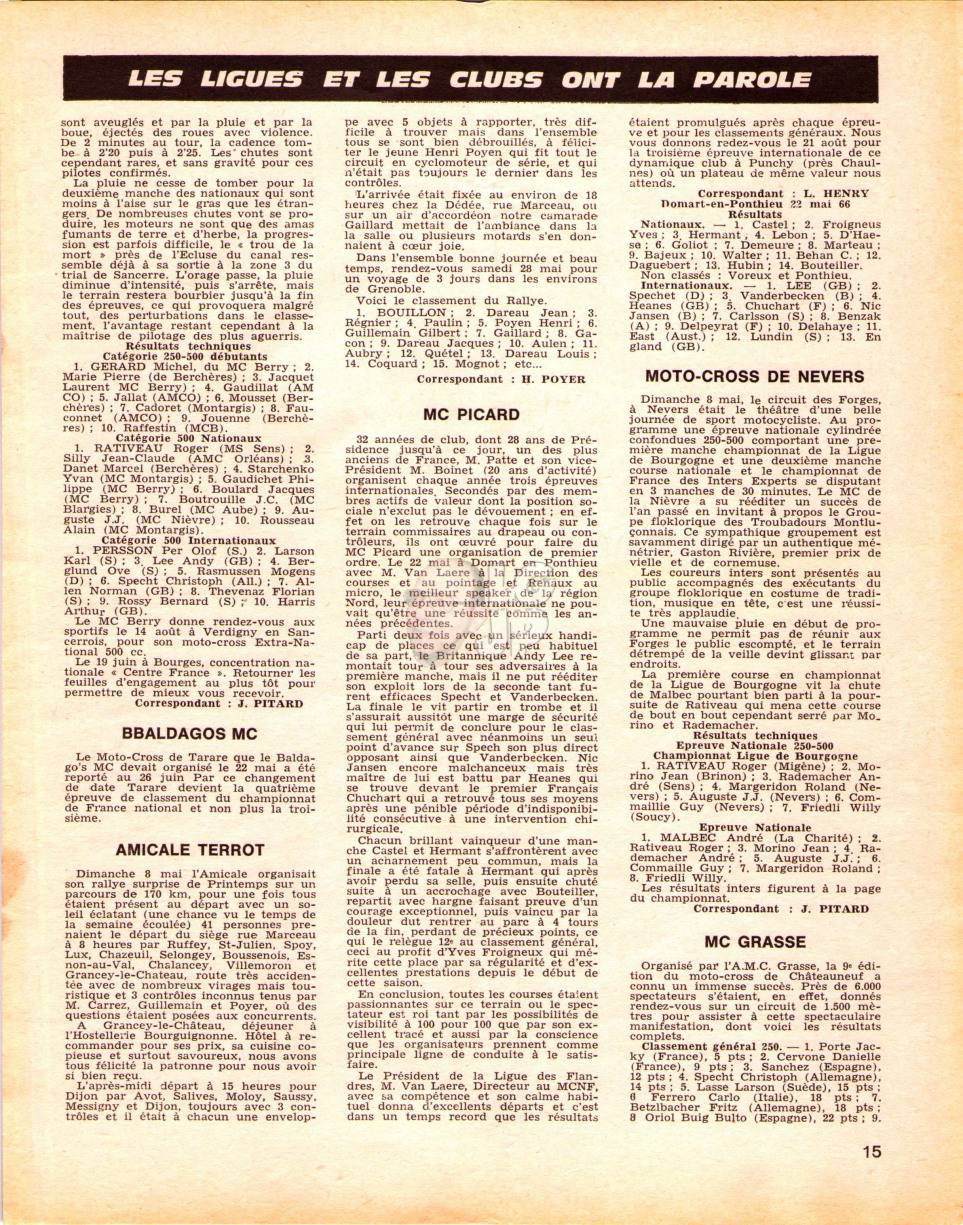 LES LIGUES ET LES CLUBS ONT LA PAROLE
sont aveuglés et par la pluie et par la
boue, éjectés des roues avec violence.
De 2 minutes au tour, la cadence tom-
be à 2'20 puis à 2'25. Les chutes sont
cependant rares, et sans gravité pour ces
pilotes confirmés.
La pluie ne cesse de tomber pour la
deuxième manche des nationaux qui sont
moins à l'aise sur le gras que les étran-
gers. De nombreuses chutes vont se pro-
duire, les moteurs ne sont que des amas
fumants de terre et d'herbe, la progres-
sion est parfois difficile, le « trou de la
mort » près de l'Ecluse du canal res-
semble déjà à sa sortie à la zone 3 du
trial de Sancerre. L'orage passe, la pluie
diminue d'intensité, puis s'arrête, mais
le terrain restera bourbier jusqu'à la fin
des épreuves, ce qui provoquera malgré
tout, des perturbations dans le classe-
ment, l'avantage restant cependant à la
maîtrise de pilotage des plus aguerris.
Résultats techniques
Catégorie 250-500 débutants
1. GERARD Michel, du MC Berry ; 2.
Marie Pierre (de Berchères) ; 3. Jacquet
Laurent MC Berry) ; 4. Gaudillat (AM
CO) ; 5. Jallat (AMCO) ; 6. Mousset (Ber-
chères) ; 7. Cadoret (Montargis) ; 8. Fau-
connet (AMCO) ; 9. Jouenne (Berchè-
res) ; 10. Raffestin (MCB).
Catégorie 500 Nationaux
1. RATIVEAU Roger (MS Sens) ; 2.
Silly Jean-Claude (AMC Orléans) ; 3.
Danet Marcel (Berchères) ; 4. Starchenko
Yvan (MC Montargis) ; 5. Gaudichet Phi-
lippe (MC Berry) ; 6. Boulard Jacques
(MC Berry) ; 7. Boutrouille J.C. (MC
Blargies) ; 8. Burel (MC Aube) ; 9. Au-
guste J.J. (MC Nièvre) ; 10. Rousseau
Alain (MC Montargis).
Catégorie 500 Internationaux
1. PERSSON Per Olof (S.) 2. Larson
Karl (S) ; 3. Lee Andy (GB) ; 4. Ber-
glund Ove (S) ; 5. Rasmussen Mogens
(D) ; 6. Specht Christoph (All.) ; 7. Al-
len Norman (GB) ; 8. Thevenaz Florian
(S) ; 9. Rossy Bernard (S) ; 10. Harris
Arthur (GB).
Le MC Berry donne rendez-vous aux
sportifs le 14 août à Verdigny en San-
cerrois, pour son moto-cross Extra-Na-
tional 500 cc.
Le 19 juin à Bourges, concentration na-
tionale « Centre France ». Retourner les
feuilles d'engagement au plus tôt pour
permettre de mieux vous recevoir.
Correspondant : J. PITARD
BBALDAGOS MC
Le Moto-Cross de Tarare que le Balda-
go's MC devait organisé le 22 mai a été
reporté au 26 juin Par ce changement
de date Tarare devient la quatrième
épreuve de classement du championnat
de France national et non plus la troi-
sième.
AMICALE TERROT
Dimanche 8 mai l'Amicale organisait
son rallye surprise de Printemps sur un
parcours de 170 km, pour une fois tous
étaient présent au départ avec un so-
leil éclatant (une chance vu le temps de
la semaine écoulée) 41 personnes pre-
naient le départ du siège rue Marceau
à 8 heures par Ruffey, St-Julien, Spoy,
Lux, Chazeuil, Selongey, Boussenois, Es-
non-au-Val, Chalancey, Villemoron et
Grancey-le-Chateau, route très acciden-
tée avec de nombreux virages mais tou-
ristique et 3 contrôles inconnus tenus par
M. Carrez, Guillemain et Poyer, où des
questions étaient posées aux concurrents.
A Grancey-le-Château, déjeuner à
l'Hostellerie Bourguignonne. Hôtel à re-
commander pour ses prix, sa cuisine co-
pieuse et surtout savoureux, nous avons
tous félicité la patronne pour nous avoir
si bien reçu.
L'après-midi départ à 15 heures pour
Dijon par Avot, Salives, Moloy, Saussy,
Messigny et Dijon, toujours avec 3 con-
trôles et il était à chacun une envelop-
pe avec 5 objets à rapporter, très dif-
ficile à trouver mais dans l'ensemble
tous se sont bien débrouillés, à félici-
ter le jeune Henri Poyen qui fit tout le
circuit en cyclomoteur de série, et qui
n'était pas toujours le dernier dans les
contrôles.
L'arrivée était fixée au environ de 18
heures chez la Dédée, rue Marceau, ou
sur un air d'accordéon notre camarade
Gaillard mettait de l'ambiance dans la
la salle ou plusieurs motards s'en don-
naient à cœur joie.
Dans l'ensemble bonne journée et beau
temps, rendez-vous samedi 28 mai pour
un voyage de 3 jours dans les environs
de Grenoble.
Voici le classement du Rallye.
1. BOUILLON ; 2. Dareau Jean ; 3.
Régnier ; 4. Paulin ; 5. Poyen Henri ; 6.
Guillemain Gilbert ; 7. Gaillard ; 8. Ga-
con ; 9. Dareau Jacques ; 10. Aulen ; 11.
Aubry ; 12. Quétel ; 13. Dareau Louis ;
14. Coquard ; 15. Mognot ; etc...
Correspondant : H. POYER
MC PICARD
32 années de club, dont 28 ans de Pré-
sidence jusqu'à ce jour, un des plus
anciens de France, M. Patte et son vice-
Président M. Boinet (20 ans d'activité)
organisent chaque année trois épreuves
internationales. Secondés par des mem-
bres actifs de valeur dont la position so-
ciale n'exclut pas le dévouement ; en ef-
fet on les retrouve chaque fois sur le
terrain commissaires au drapeau ou con-
trôleurs, ils ont œuvré pour faire du
MC Picard une organisation de premier
ordre. Le 22 mai à Domart en Ponthieu
avec M. Van Laere à la Direction des
courses et au pointage et Renaux au
micro, le meilleur speaker de la région
Nord, leur épreuve internationale ne pou-
vait qu'être une réussite comme les an-
nées précédentes.
Parti deux fois avec un sérieux handi-
cap de places ce qui est peu habituel
de sa part, le Britannique Andy Lee re-
montait tour à tour ses adversaires à la
première manche, mais il ne put rééditer
son exploit lors de la seconde tant fu-
rent efficaces Specht et Vanderbecken.
La finale le vit partir en trombe et il
s'assurait aussitôt une marge de sécurité
qui lui permit de conclure pour le clas-
sement général avec néanmoins un seul
point d'avance sur Spech son plus direct
opposant ainsi que Vanderbecken. Nic
Jansen encore malchanceux mais très
maître de lui est battu par Heanes qui
se trouve devant le premier Français
Chuchart qui a retrouvé tous ses moyens
après une pénible période d'indisponibi-
lité consécutive à une intervention chi-
rurgicale.
Chacun brillant vainqueur d'une man-
che Castel et Hermant s'affrontèrent avec
un acharnement peu commun, mais la
finale a été fatale à Hermant qui après
avoir perdu sa selle, puis ensuite chuté
suite à un accrochage avec Bouteiller,
repartit avec hargne faisant preuve d'un
courage exceptionnel, puis vaincu par la
douleur dut rentrer au parc à 4 tours
de la fin, perdant de précieux points, ce
qui le relègue 12e au classement général,
ceci au profit d'Yves Froigneux qui mé-
rite cette place par sa régularité et d'ex-
cellentes prestations depuis le début de
cette saison.
En conclusion, toutes les courses étaient
passionnantes sur ce terrain ou le spec-
tateur est roi tant par les possibilités de
visibilité à 100 pour 100 que par son ex-
cellent tracé et aussi par la conscience
que les organisateurs prennent comme
principale ligne de conduite à le satis-
faire.
Le Président de la Ligue des Flan-
dres, M. Van Laere, Directeur au MCNF,
avec sa compétence et son calme habi-
tuel donna d'excellents départs et c'est
dans un temps record que les résultats
étaient promulgués après chaque épreu-
ve et pour les classements généraux. Nous
vous donnons redez-vous le 21 août pour
la troisième épreuve internationale de ce
dynamique club à Punchy (près Chaul-
nes) où un plateau de même valeur nous
attends.
Correspondant : L. HENRY
Domart-en-Ponthieu 22 mai 66
Résultats
Nationaux. — 1. Castel ; 2. Froigneus
Yves ; 3. Hermant ; 4. Lebon ; 5. D'Hae-
se ; 6. Goliot ; 7. Demeure ; 8. Marteau ;
9. Bajeux ; 10. Walter ; 11. Behan C. ; 12.
Daguebert ; 13. Hubin ; 14. Bouteiller.
Non classés : Voreux et Ponthieu.
Internationaux. — 1. LEE (GB) ; 2.
Spechet (D) ; 3. Vanderbecken (B) ; 4.
Heanes (GB) ; 5. Chuchart (F) ; 6. Nic
Jansen (B) ; 7. Carlsson (S) ; 8. Benzak
(A) ; 9. Delpeyrat (F) ; 10. Delahaye ; 11.
East (Aust.) ; 12. Lundin (S) ; 13. En
gland (GB).
MOTO-CROSS DE NEVERS
Dimanche 8 mai, le circuit des Forges,
à Nevers était le théâtre d'une belle
journée de sport motocycliste. Au pro-
gramme une épreuve nationale cylindrée
confondues 250-500 comportant une pre-
mière manche championnat de la Ligue
de Bourgogne et une deuxième manche
course nationale et le championnat de
France des Inters Experts se disputant
en 3 manches de 30 minutes. Le MC de
la Nièvre a su rééditer un succès de
l'an passé en invitant à propos le Grou-
pe floklorique des Troubadours Montlu-
çonnais. Ce sympathique groupement est
savamment dirigé par un authentique mé-
nétrier, Gaston Rivière, premier prix de
vielle et de cornemuse.
Les coureurs inters sont présentés au
public accompagnés des exécutants du
groupe floklorique en costume de tradi-
tion, musique en tête, c'est une réussi-
te très applaudie.
Une mauvaise pluie en début de pro-
gramme ne permit pas de réunir aux
Forges le public escompté, et le terrain
détrempé de la veille devint glissant par
endroits.
La première course en championnat
de la Ligue de Bourgogne vit la chute
de Malbec pourtant bien parti à la pour-
suite de Rativeau qui mena cette course
de bout en bout cependant serré par Mo-
rino et Rademacher.
Résultats techniques
Epreuve Nationale 250-500
Championnat Ligue de Bourgogne
1. RATIVEAU Roger (Migène) ; 2. Mo-
rino Jean (Brinon) ; 3. Rademacher An-
dré (Sens) ; 4. Margeridon Roland (Ne-
vers) ; 5. Auguste J.J. (Nevers) ; 6. Com-
maillie Guy (Nevers) ; 7. Friedli Willy
(Soucy).
Epreuve Nationale
1. MALBEC André (La Charité) ; 2.
Rativeau Roger ; 3. Morino Jean ; 4. Ra-
demacher André ; 5. Auguste J.J. ; 6.
Commaille Guy ; 7. Margeridon Roland ;
8. Friedli Willy.
Les résultats inters figurent à la page
du championnat.
Correspondant : J. PITARD
MC GRASSE
Organisé par l'A.M.C. Grasse, la 9e édi-
tion du moto-cross de Châteauneuf a
connu un immense succès. Près de 6.000
spectateurs s'étaient, en effet, donnés
rendez-vous sur un circuit de 1.500 mè-
tres pour assister à cette spectaculaire
manifestation, dont voici les résultats
complets.
Classement général 250. — 1. Porte Jac-
ky (France), 5 pts ; 2. Cervone Danielle
(France), 9 pts ; 3. Sanchez (Espagne),
12 pts ; 4. Specht Christoph (Allemagne),
14 pts ; 5. Lasse Larson (Suède), 15 pts ;
6 Ferrero Carlo (Italie), 18 pts ; 7.
Betzlbacher Fritz (Allemagne), 18 pts ;
8 Oriol Buig Bulto (Espagne), 22 pts ; 9.
15